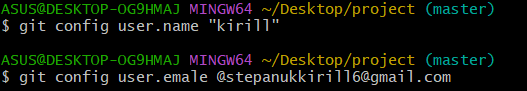 ASUS@DESKTOP-OG9HMAJ MINGW64 ~/Desktop/project (master)
$ git config user.name "kirill"
ASUS@DESKTOP-OG9HMAJ MINGW64 ~/Desktop/project (master)
$ git config user.emale @stepanukkirill6@gmail.com